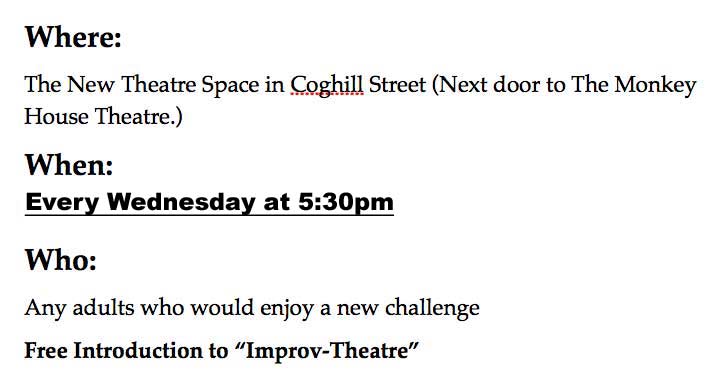 Where:
The New Theatre Space in Coghill Street (Next door to The Monkey
House Theatre.)
When:
Every Wednesday at 5:30pm
Who:
Any adults who would enjoy a new challenge
Free Introduction to “Improv-Theatre”